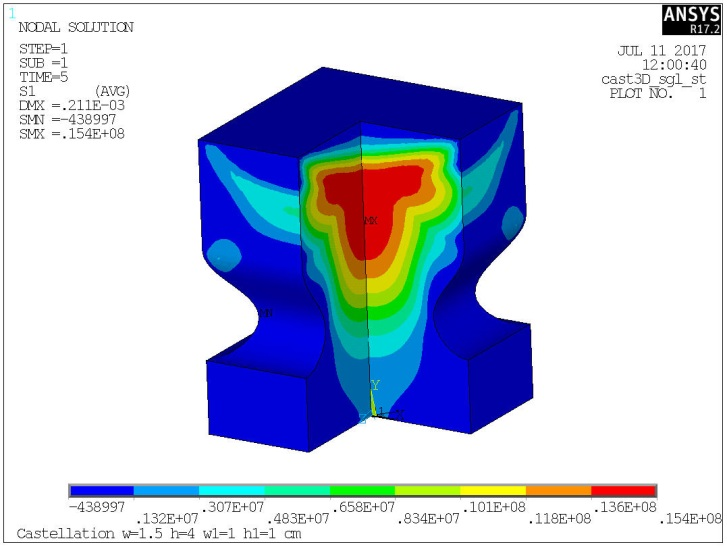 1
NODAL SOLUTION
STEP=1
SUB =1
TIME=5
S1 (AVG)
DMX =.211E-03
SMN =-438997
SMX =.154E+08
ANSYS
R17.2
JUL 11 2017
12:00:40
cast3D_sgl_st
PLOT NO. 1
MX
Y
-438997 .307E+07 .658E+07 .101E+08 .136E+08
.132E+07 .483E+07 .834E+07 .118E+08 .154E+08
Castellation w=1.5 h=4 w1=1 h1=1 cm